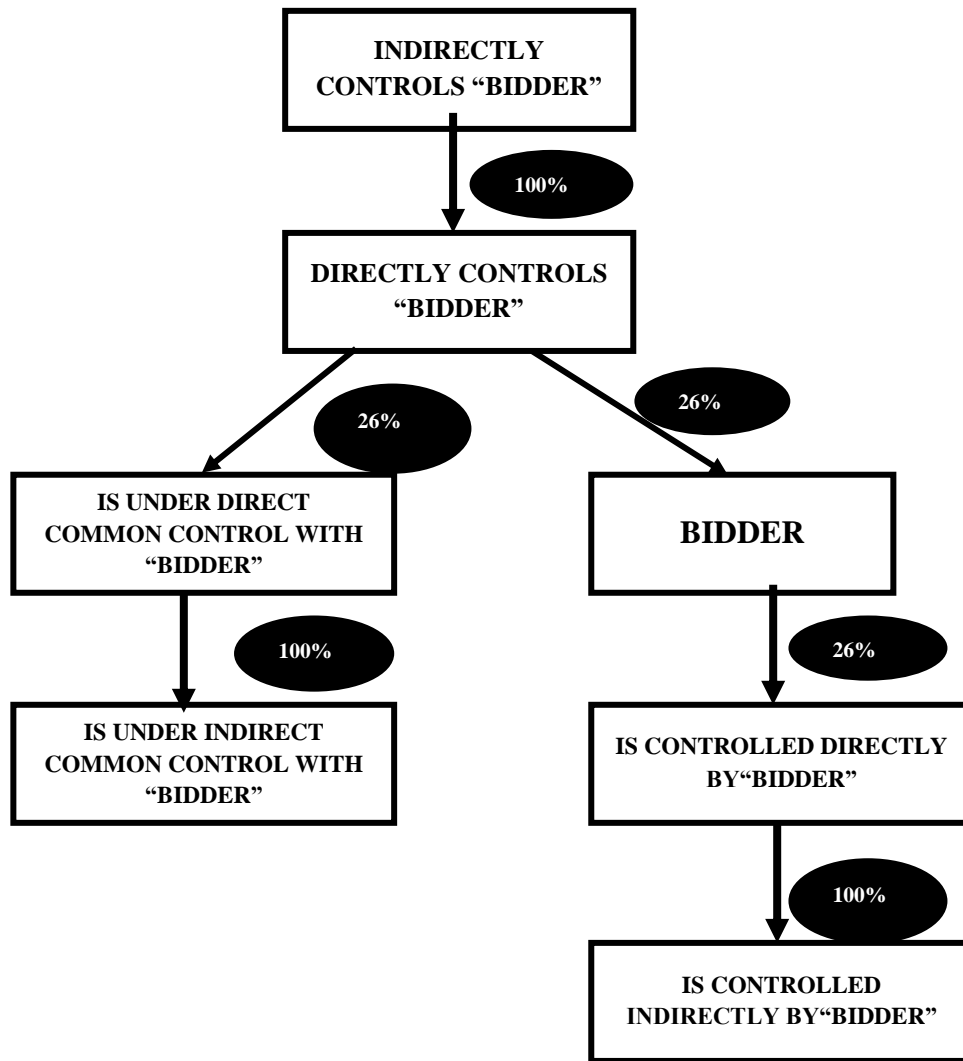 INDIRECTLY
CONTROLS “BIDDER”
100%
DIRECTLY CONTROLS
“BIDDER”
26%
26%
IS UNDER DIRECT
COMMON CONTROL WITH
“BIDDER”
BIDDER
100%
26%
IS UNDER INDIRECT
COMMON CONTROL WITH
“BIDDER”
IS CONTROLLED DIRECTLY
BY“BIDDER”
100%
IS CONTROLLED
INDIRECTLY BY“BIDDER”